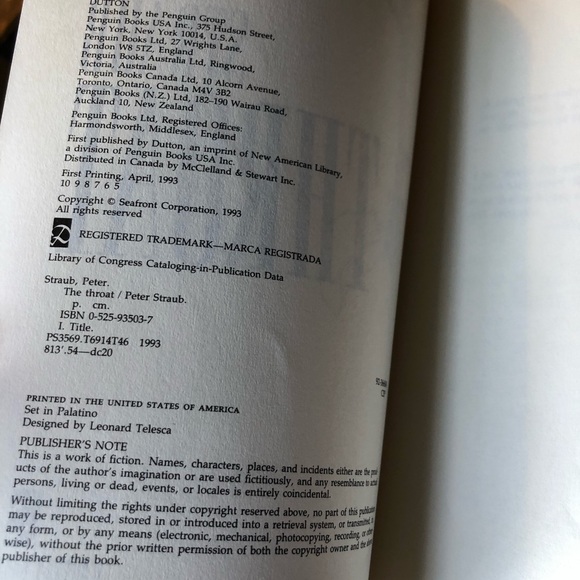 DUTTON
Published by the Penguin Group
Penguin Books USA Inc., 375 Hudson Street,
New York, New York 10014, U.S.A.
Penguin Books Ltd, 27 Wrights Lane,
London W8 5TZ, England
Penguin Books Australia Ltd, Ringwood,
Victoria, Australia
Penguin Books Canada Ltd, 10 Alcorn Avenue,
Toronto, Ontario, Canada M4V 3B2
Penguin Books (N.Z.) Ltd, 182–190 Wairau Road,
Auckland 10, New Zealand
Penguin Books Ltd, Registered Offices:
Harmondsworth, Middlesex, England
First published by Dutton, an imprint of New American Library,
a division of Penguin Books USA Inc.
Distributed in Canada by McClelland & Stewart Inc.
First Printing, April, 1993
10 9 8 7 6 5
Copyright © Seafront Corporation, 1993
All rights reserved
REGISTERED TRADEMARK—MARCA REGISTRADA
Library of Congress Cataloging-in-Publication Data
Straub, Peter.
The throat / Peter Straub.
p. cm.
ISBN 0-525-93503-7
I. Title.
PS3569.T6914T46 1993
813'.54—dc20
PRINTED IN THE UNITED STATES OF AMERICA
Set in Palatino
Designed by Leonard Telesca
PUBLISHER'S NOTE
This is a work of fiction. Names, characters, places, and incidents either are the prod-
ucts of the author's imagination or are used fictitiously, and any resemblance to actual
persons, living or dead, events, or locales is entirely coincidental.
Without limiting the rights under copyright reserved above, no part of this publication
may be reproduced, stored in or introduced into a retrieval system, or transmitted, in
any form, or by any means (electronic, mechanical, photocopying, recording, or other-
wise), without the prior written permission of both the copyright owner and the above
publisher of this book.